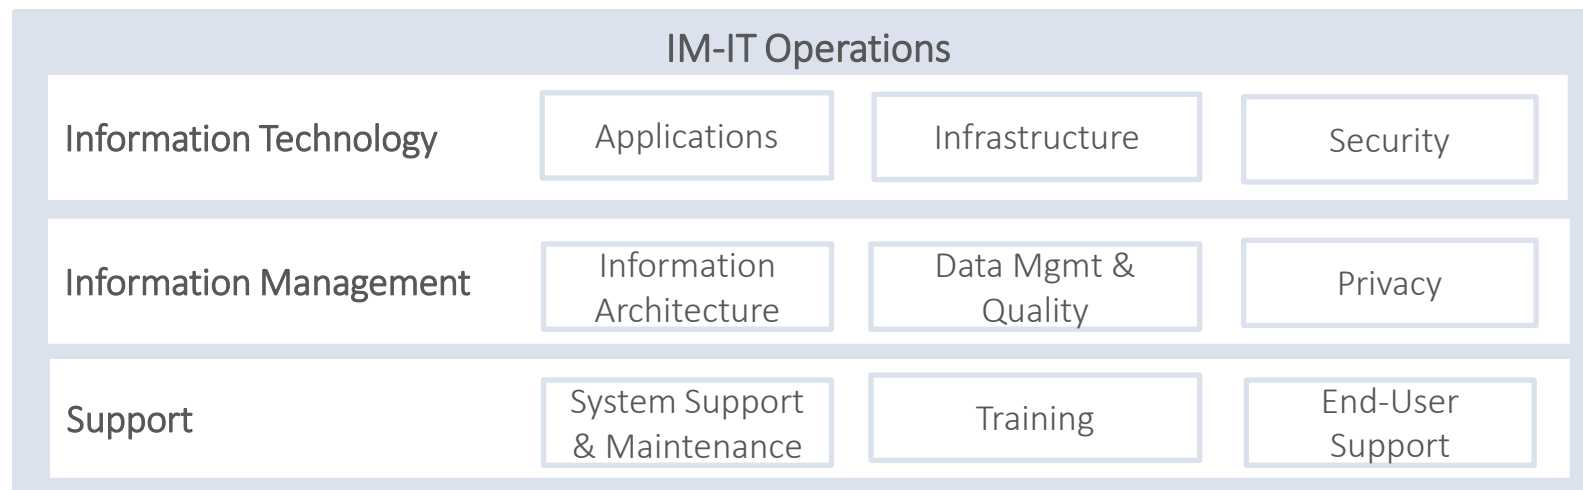 IM-IT Operations
Information Technology
Applications
Infrastructure
Security
Information Management
Information
Architecture
Data Mgmt &
Quality
Privacy
Support
System Support
& Maintenance
Training
End-User
Support